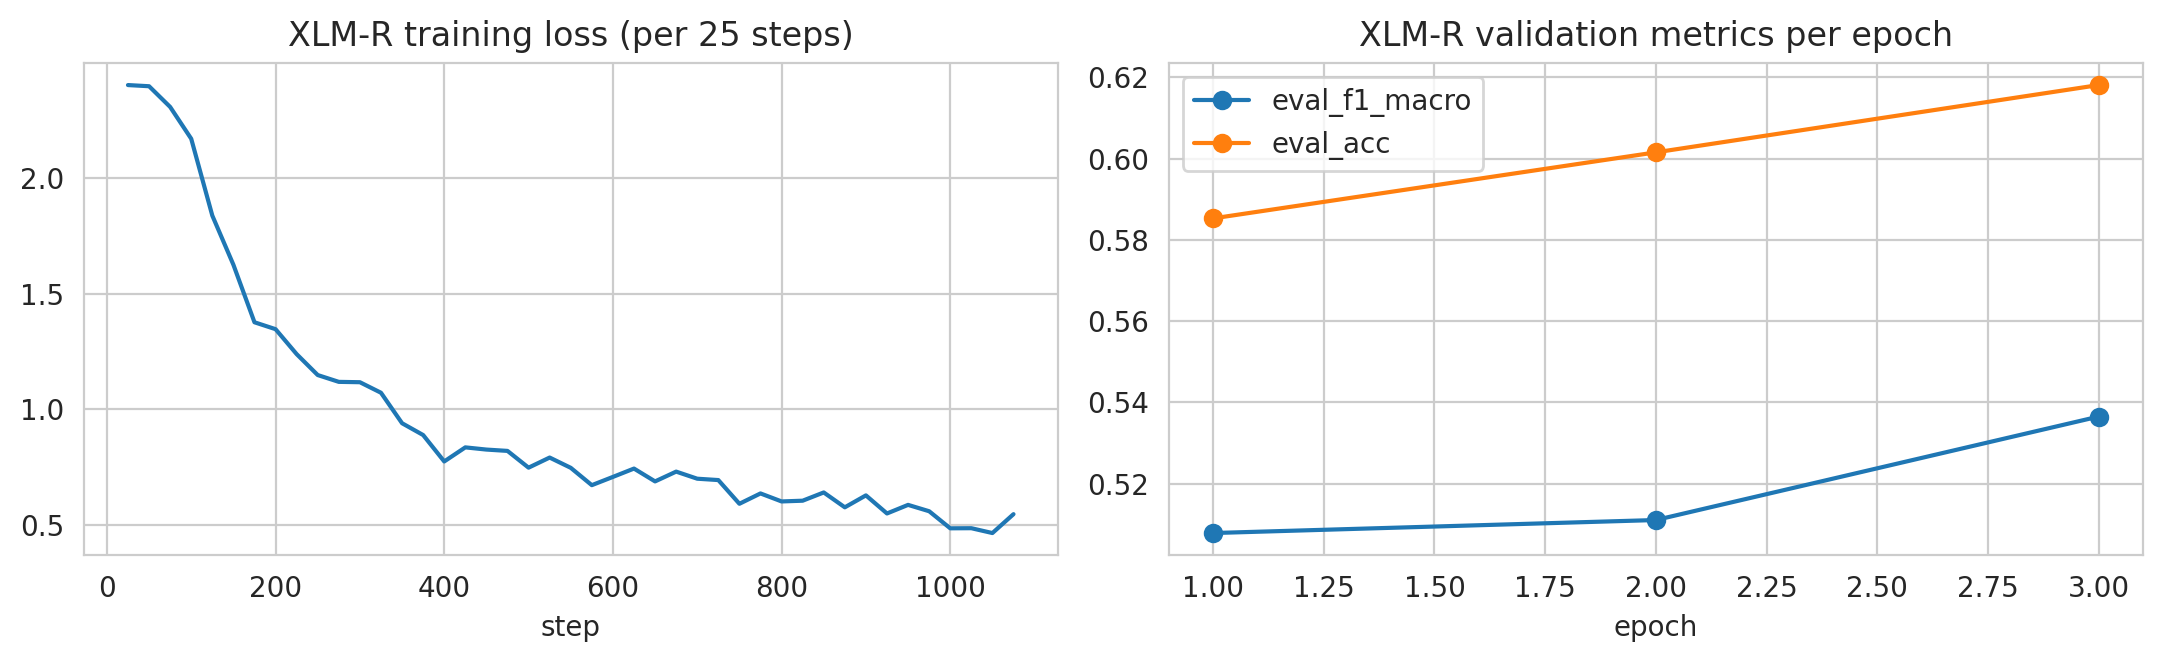 XLM-R training loss (per 25 steps)
2.0
1.5
1.0
0.5
0 200 400 600 800 1000
step
XLM-R validation metrics per epoch
eval_f1_macro
eval_acc
0.62
0.60
0.58
0.56
0.54
0.52
1.00 1.25 1.50 1.75 2.00 2.25 2.50 2.75 3.00
epoch